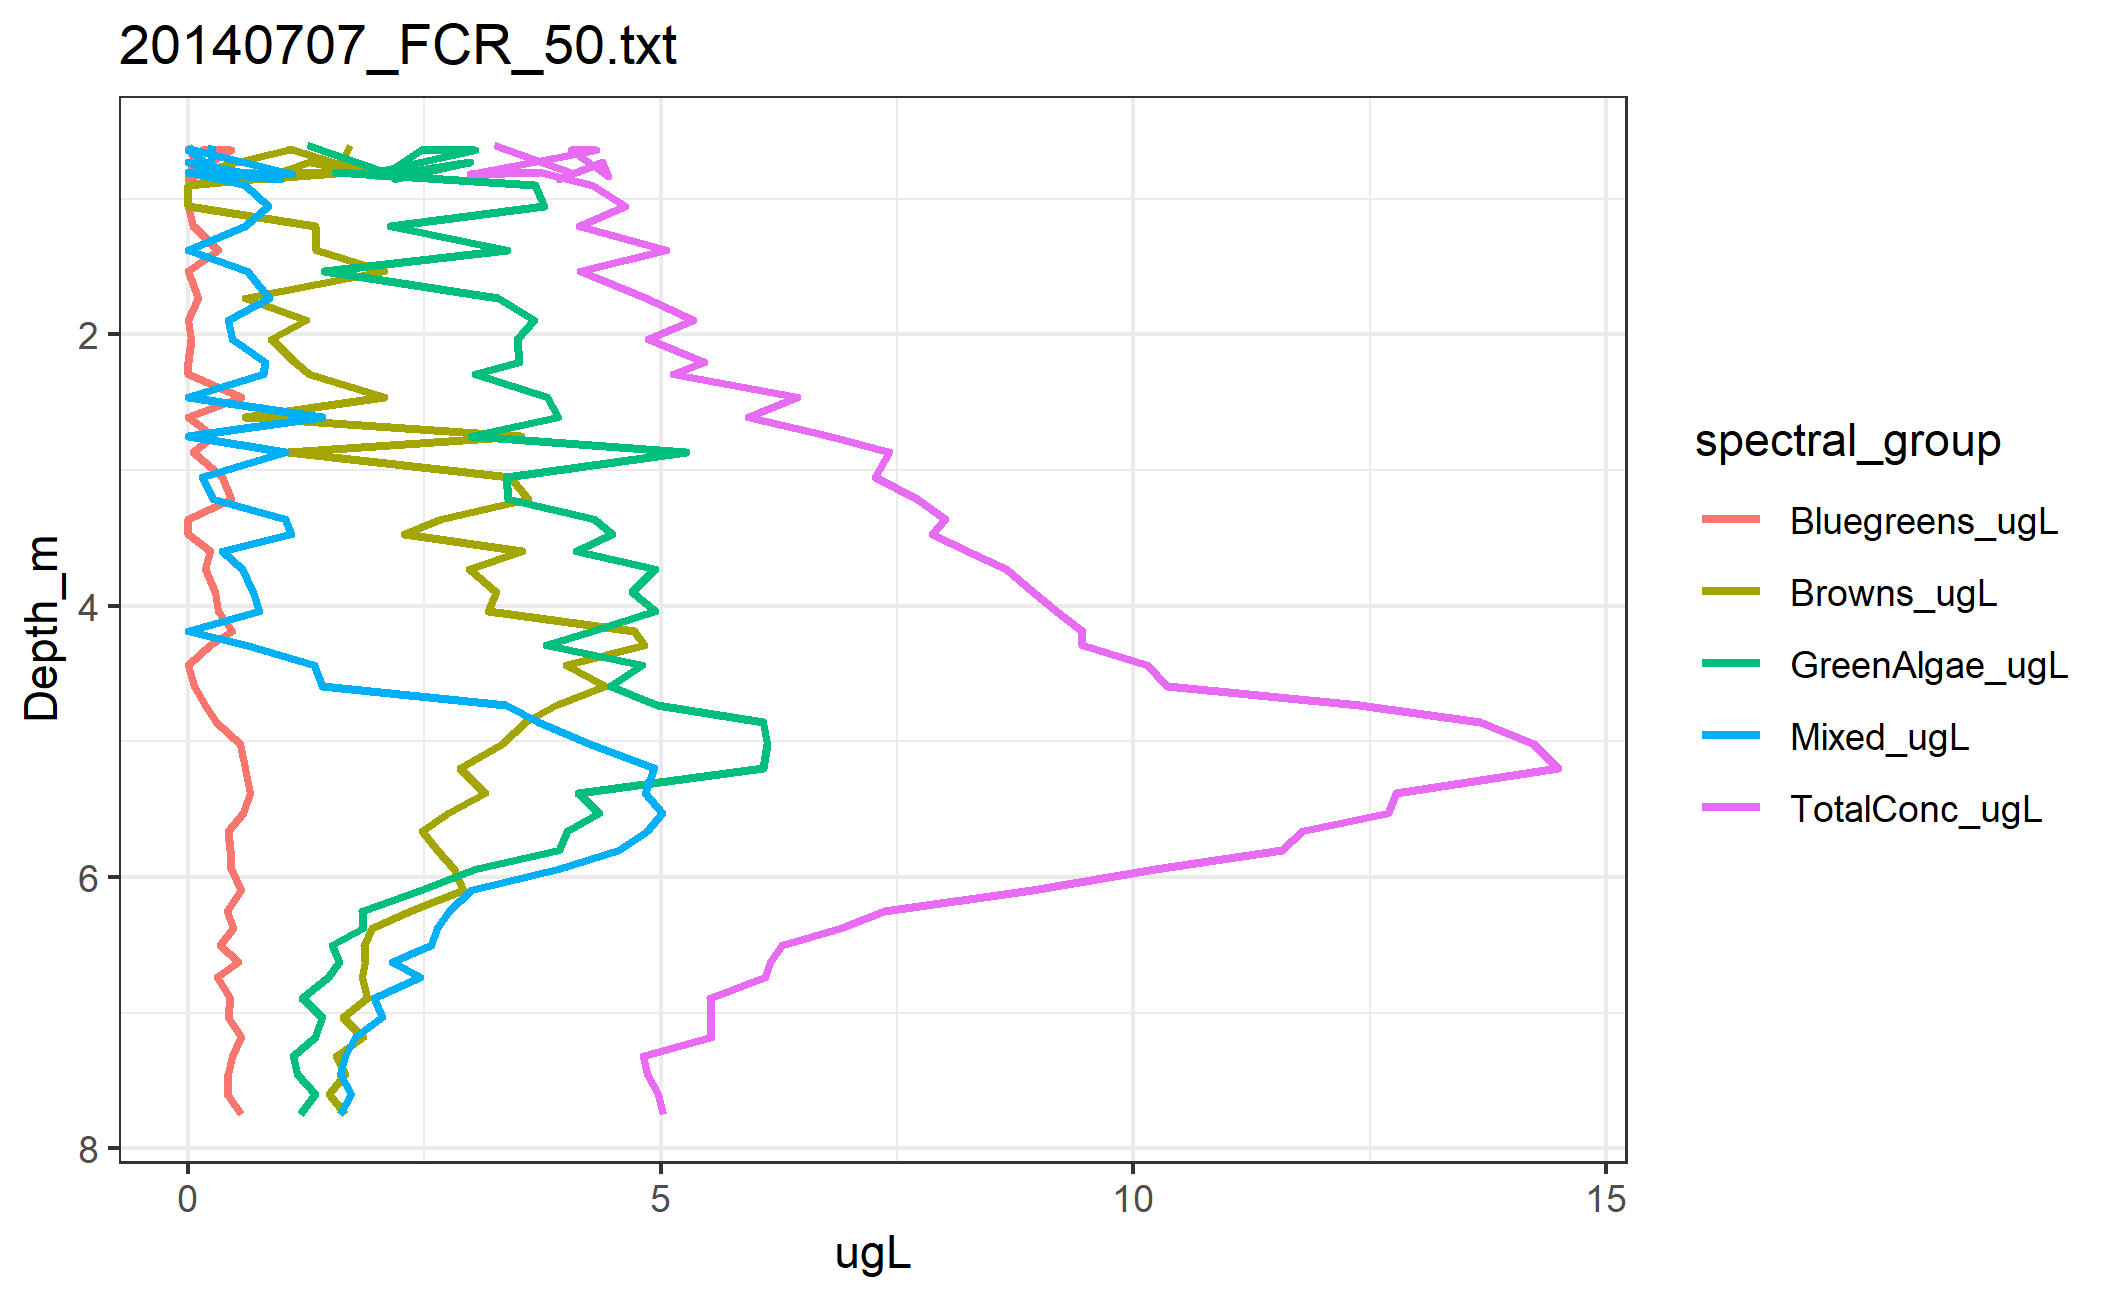 20140707_FCR_50.txt
Depth_m
2
4
6
8
0 5 10 15
ugL
spectral_group
Bluegreens_ugL
Browns_ugL
GreenAlgae_ugL
Mixed_ugL
TotalConc_ugL